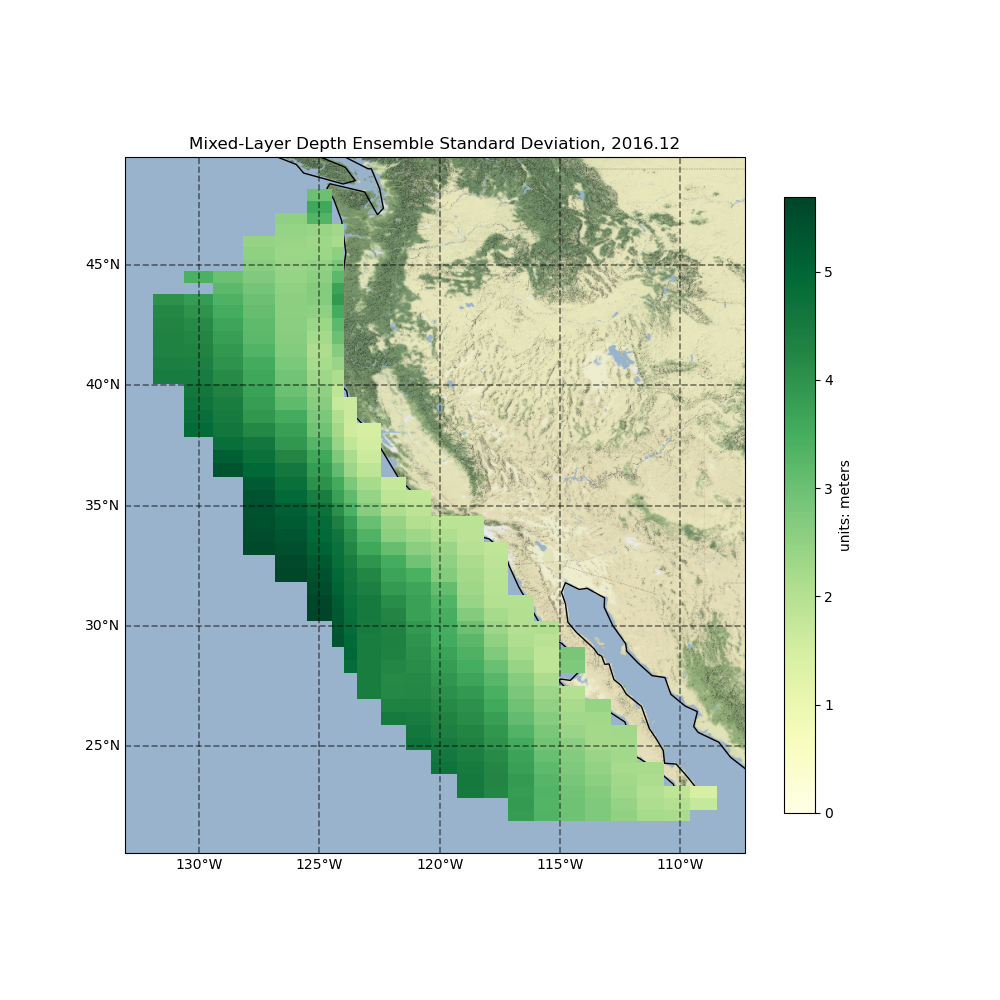 Mixed-Layer Depth Ensemble Standard Deviation, 2016.12
45°N
40°N
35°N
30°N
25°N
130°W
125°W
120°W
115°W
110°W
5
4
3
2
1
0
units: meters